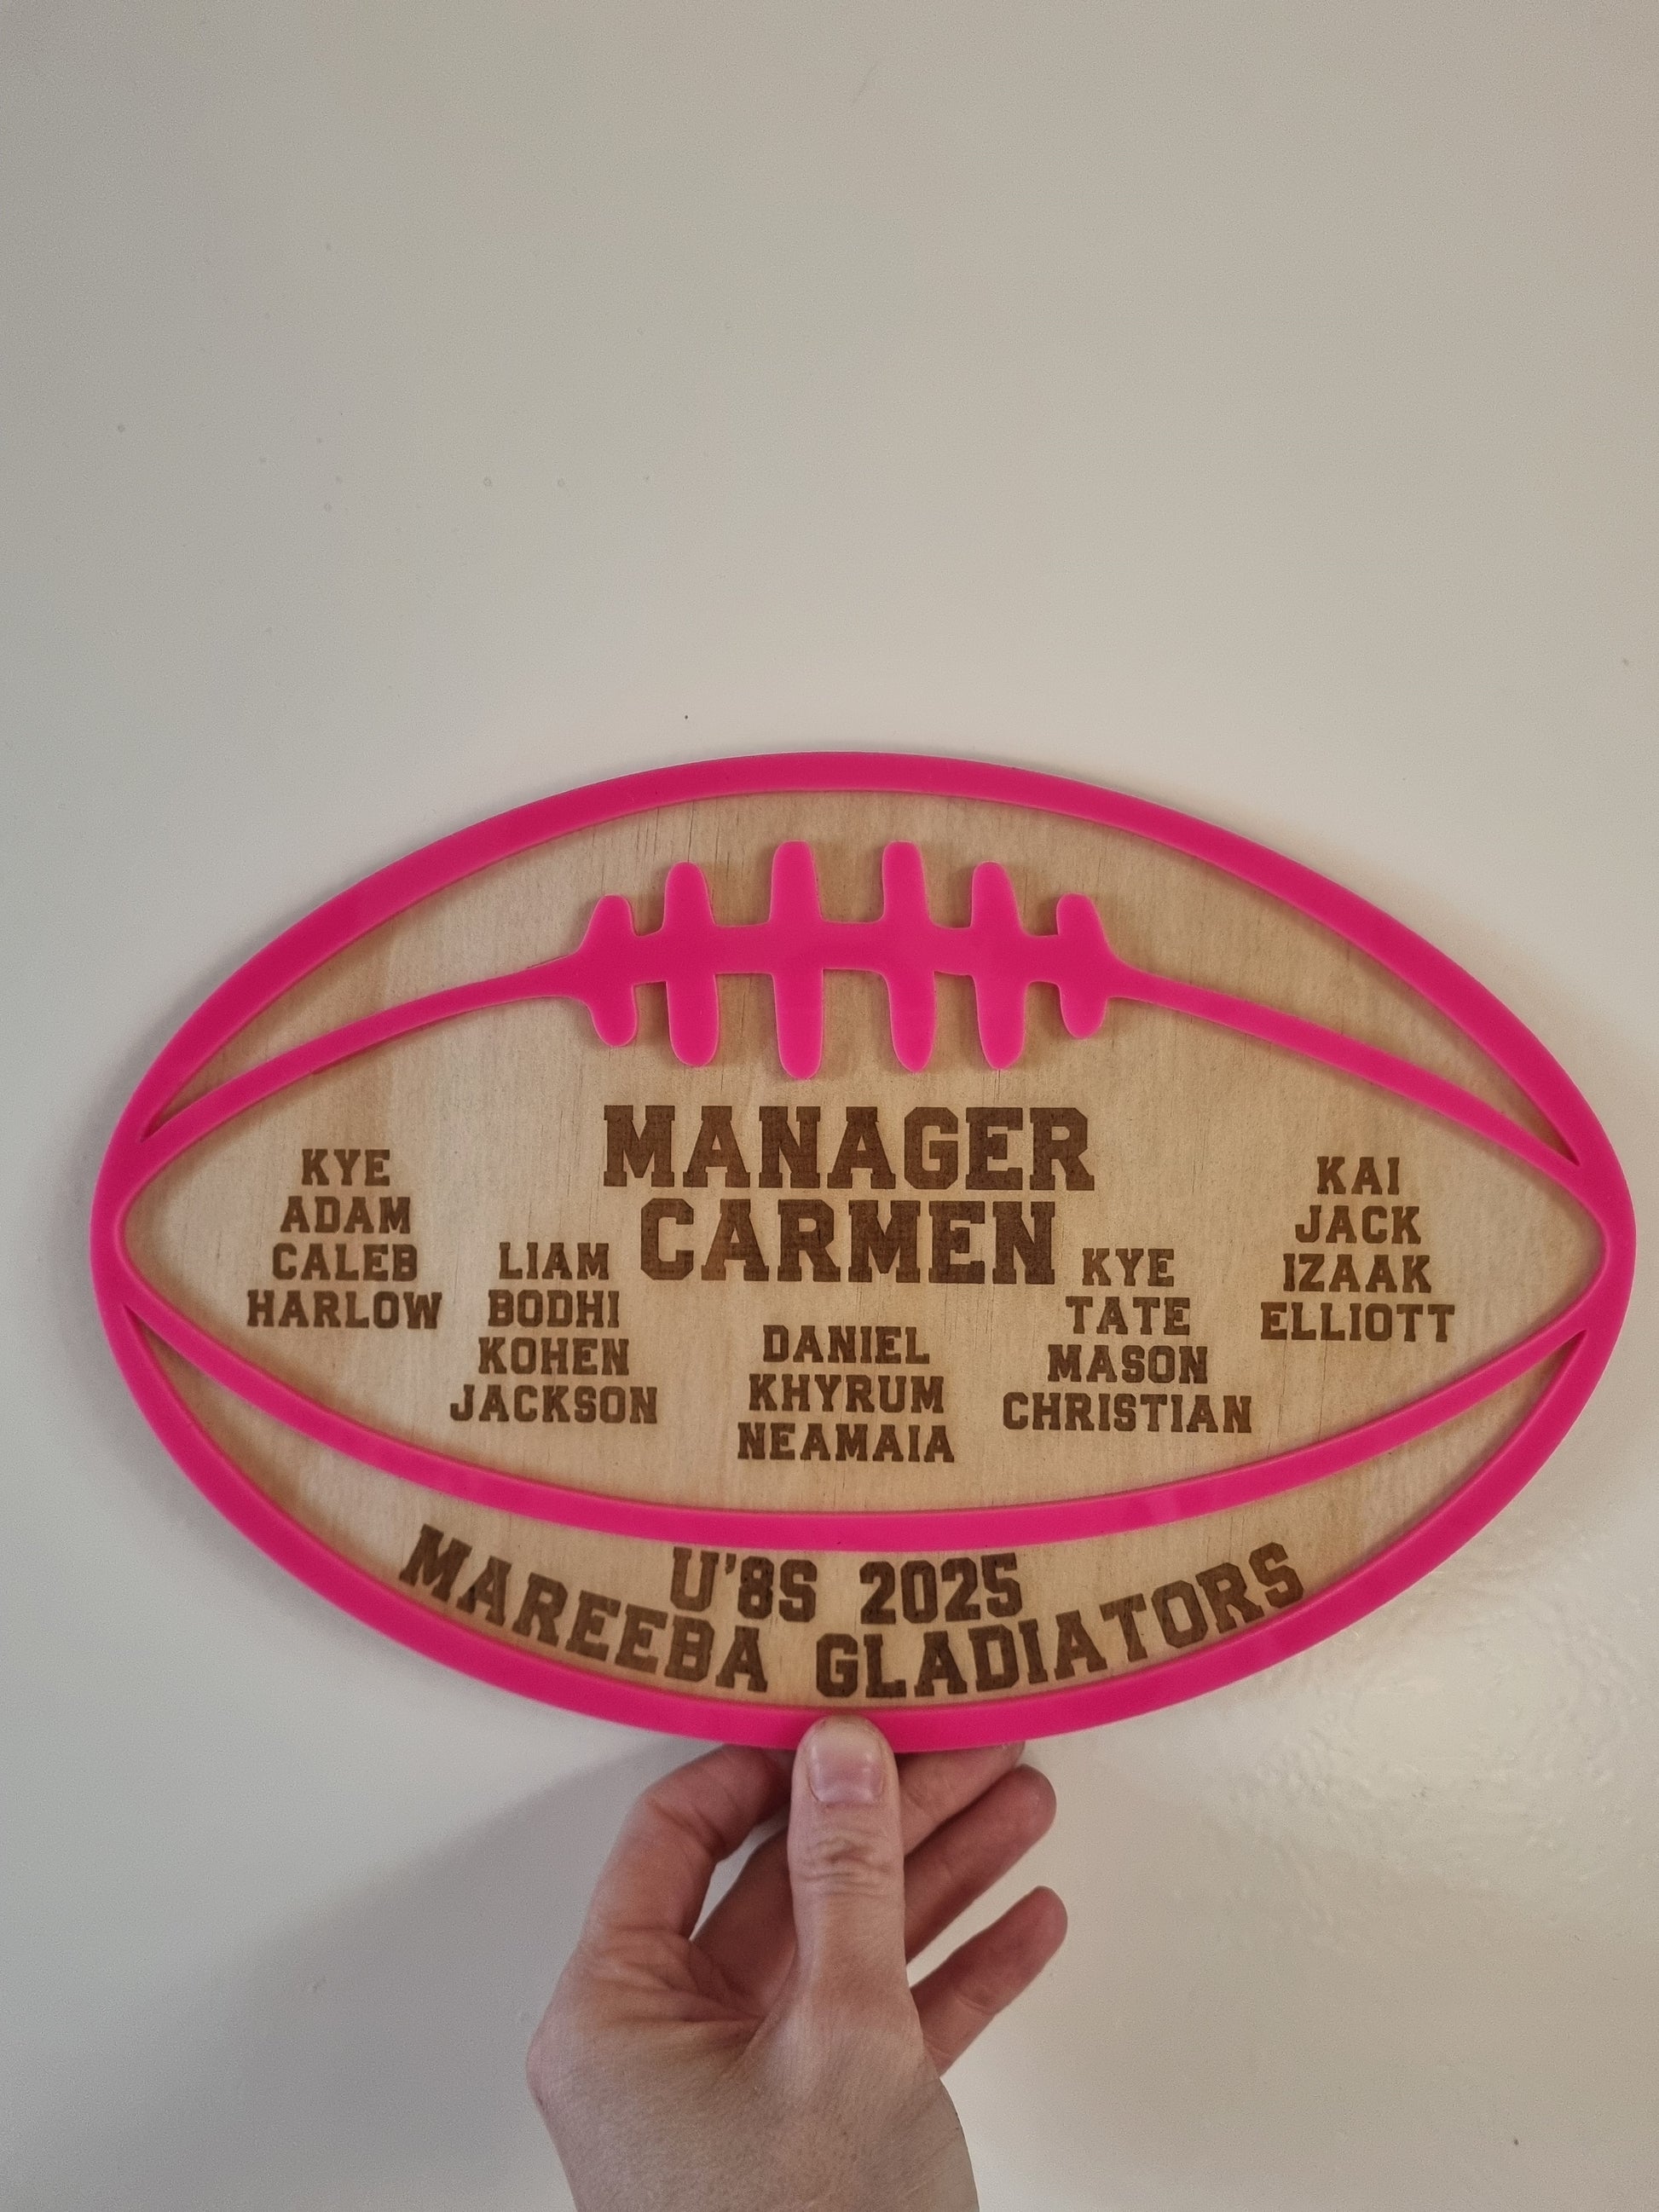 MANAGER
CARMEN
KYE
ADAM
CALEB
HARLOW
LIAM
BODHI
KOHEN
JACKSON
DANIEL
KHYRUM
NEAMAIA
KYE
TATE
MASON
CHRISTIAN
KAI
JACK
IZAAK
ELLIOTT
U'8S 2025
MAREEBA GLADIATORS